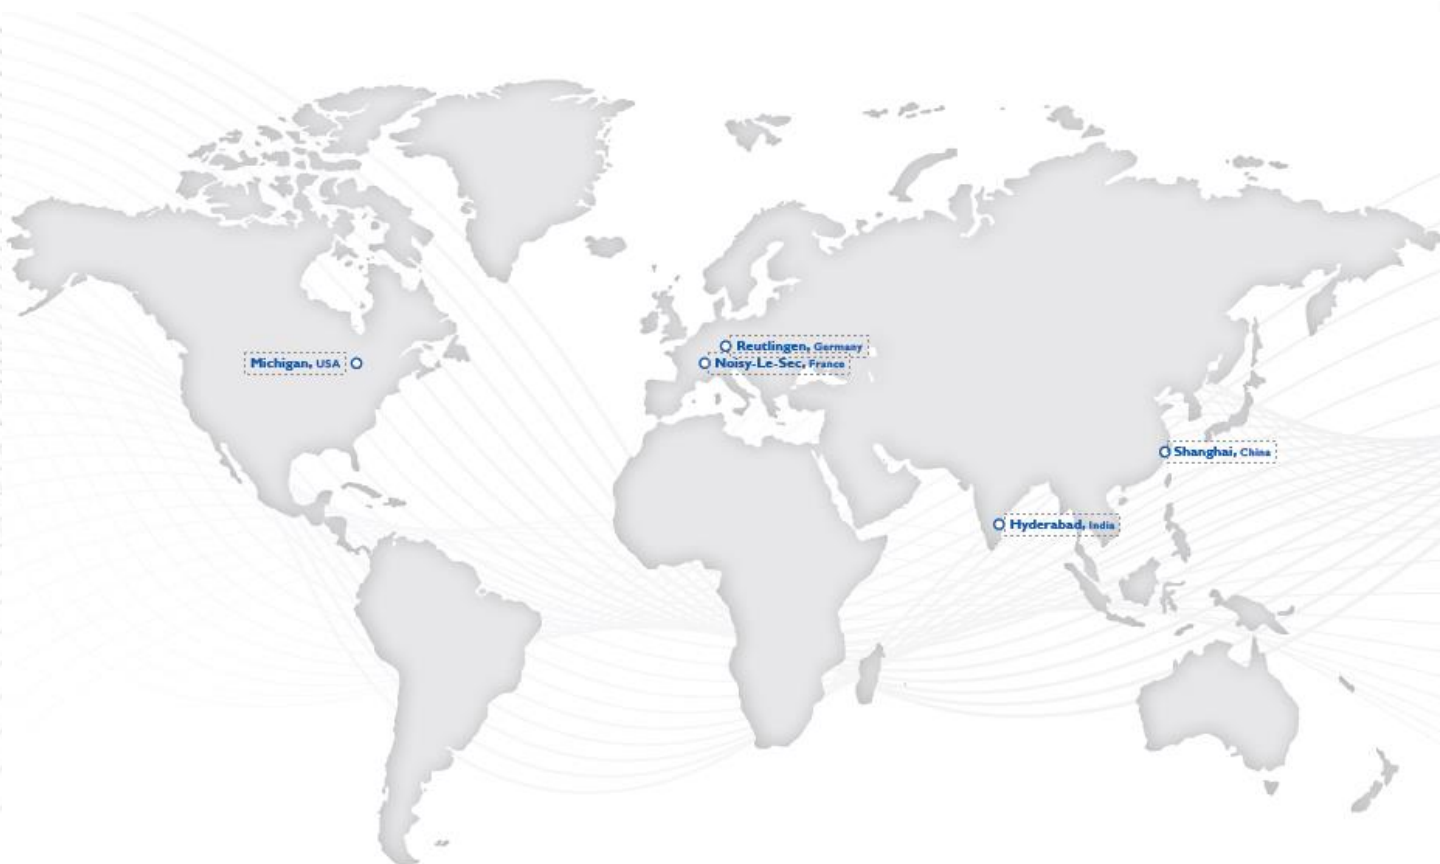 Reutlingen, Germany
Michigan, USA
Noisy-Le-Sec, France
Shanghai, China
Hyderabad, India